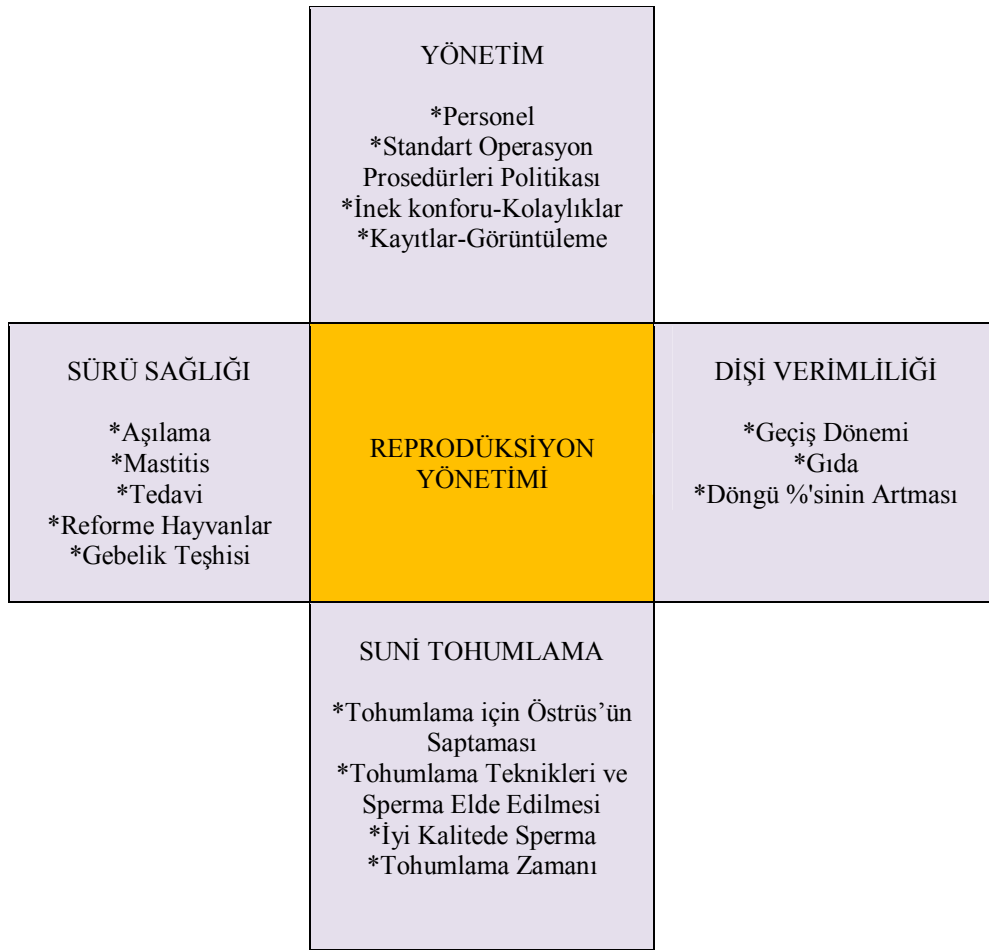 YÖNETİM
*Personel
*Standart Operasyon
Prosedürleri Politikası
*İnek konforu-Kolaylıklar
*Kayıtlar-Görüntüleme
SÜRÜ SAĞLIĞI
*Aşılama
*Mastitis
*Tedavi
*Reforme Hayvanlar
*Gebelik Teşhisi
REPRODÜKSİYON
YÖNETİMİ
DİŞİ VERİMLİLİĞİ
*Geçiş Dönemi
*Gıda
*Döngü %'sinin Artması
SUNİ TOHUMLAMA
*Tohumlama için Östrüs’ün
Saptaması
*Tohumlama Teknikleri ve
Sperma Elde Edilmesi
*İyi Kalitede Sperma
*Tohumlama Zamanı